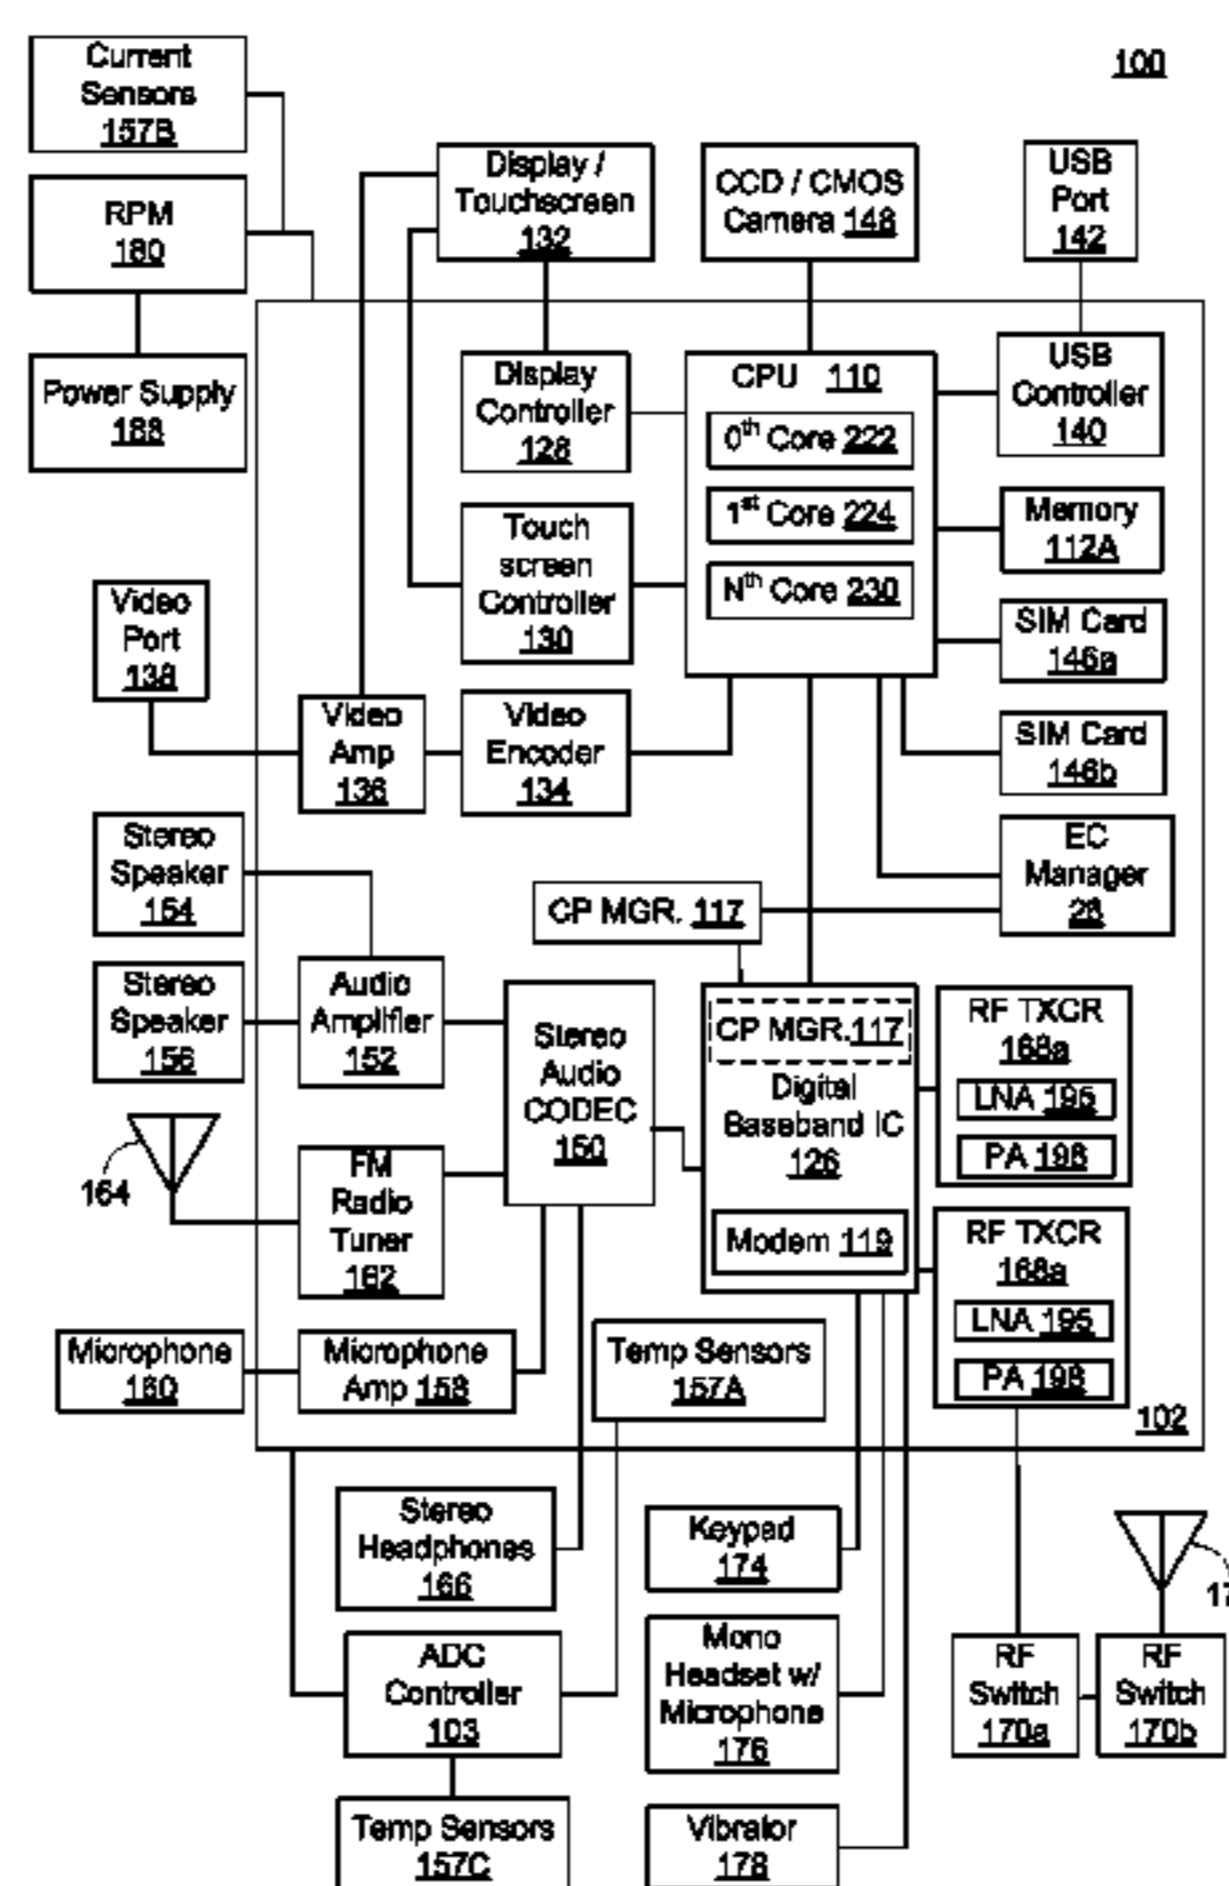 100
Current
Sensors
157B
RPM
180
Power Supply
188
Display /
Touchscreen
132
CCD / CMOS
Camera 148
USB
Port
142
Display
Controller
128
CPU 110
0th Core 222
1st Core 224
Nth Core 230
USB
Controller
140
Memory
112A
Touch
screen
Controller
130
SIM Card
146a
SIM Card
146b
Video
Port
138
Video
Amp
136
Video
Encoder
134
EC
Manager
28
Stereo
Speaker
154
CP MGR. 117
Stereo
Speaker
156
Audio
Amplifier
152
Stereo
Audio
CODEC
150
CP MGR.117
Digital
Baseband IC
126
Modem 119
RF TXCR
168a
LNA 195
PA 198
RF TXCR
168a
LNA 195
PA 198
164
FM
Radio
Tuner
162
Microphone
160
Microphone
Amp 158
Temp Sensors
157A
102
Stereo
Headphones
166
Keypad
174
ADC
Controller
103
Mono
Headset w/
Microphone
176
RF
Switch
170a
RF
Switch
170b
Temp Sensors
157C
Vibrator
178